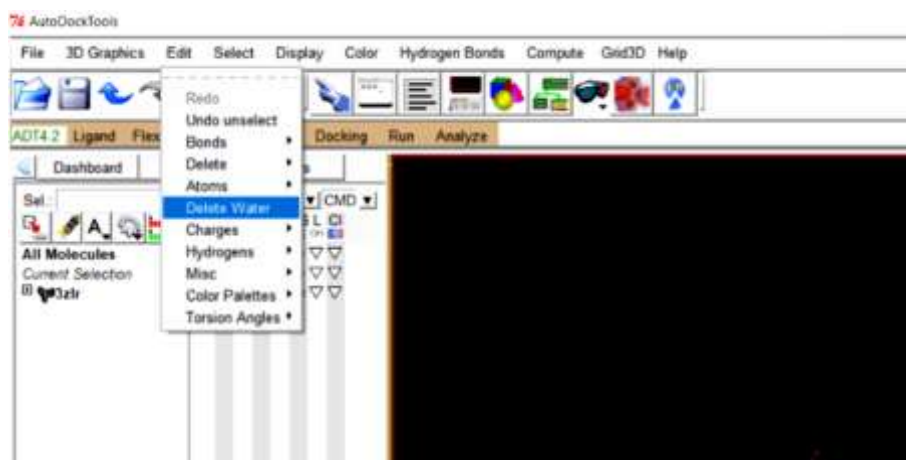 AutoDockTools
File 3D Graphics Edit Select Display Color Hydrogen Bonds Compute Grid3D Help
ADT4.2 Ligand Flex Docking Run Analyze
Dashboard
Sel.: CMD
All Molecules
Current Selection
3zlr
Redo
Undo unselect
Bonds
Delete
Atoms
Delete Water
Charges
Hydrogens
Misc
Color Palettes
Torsion Angles